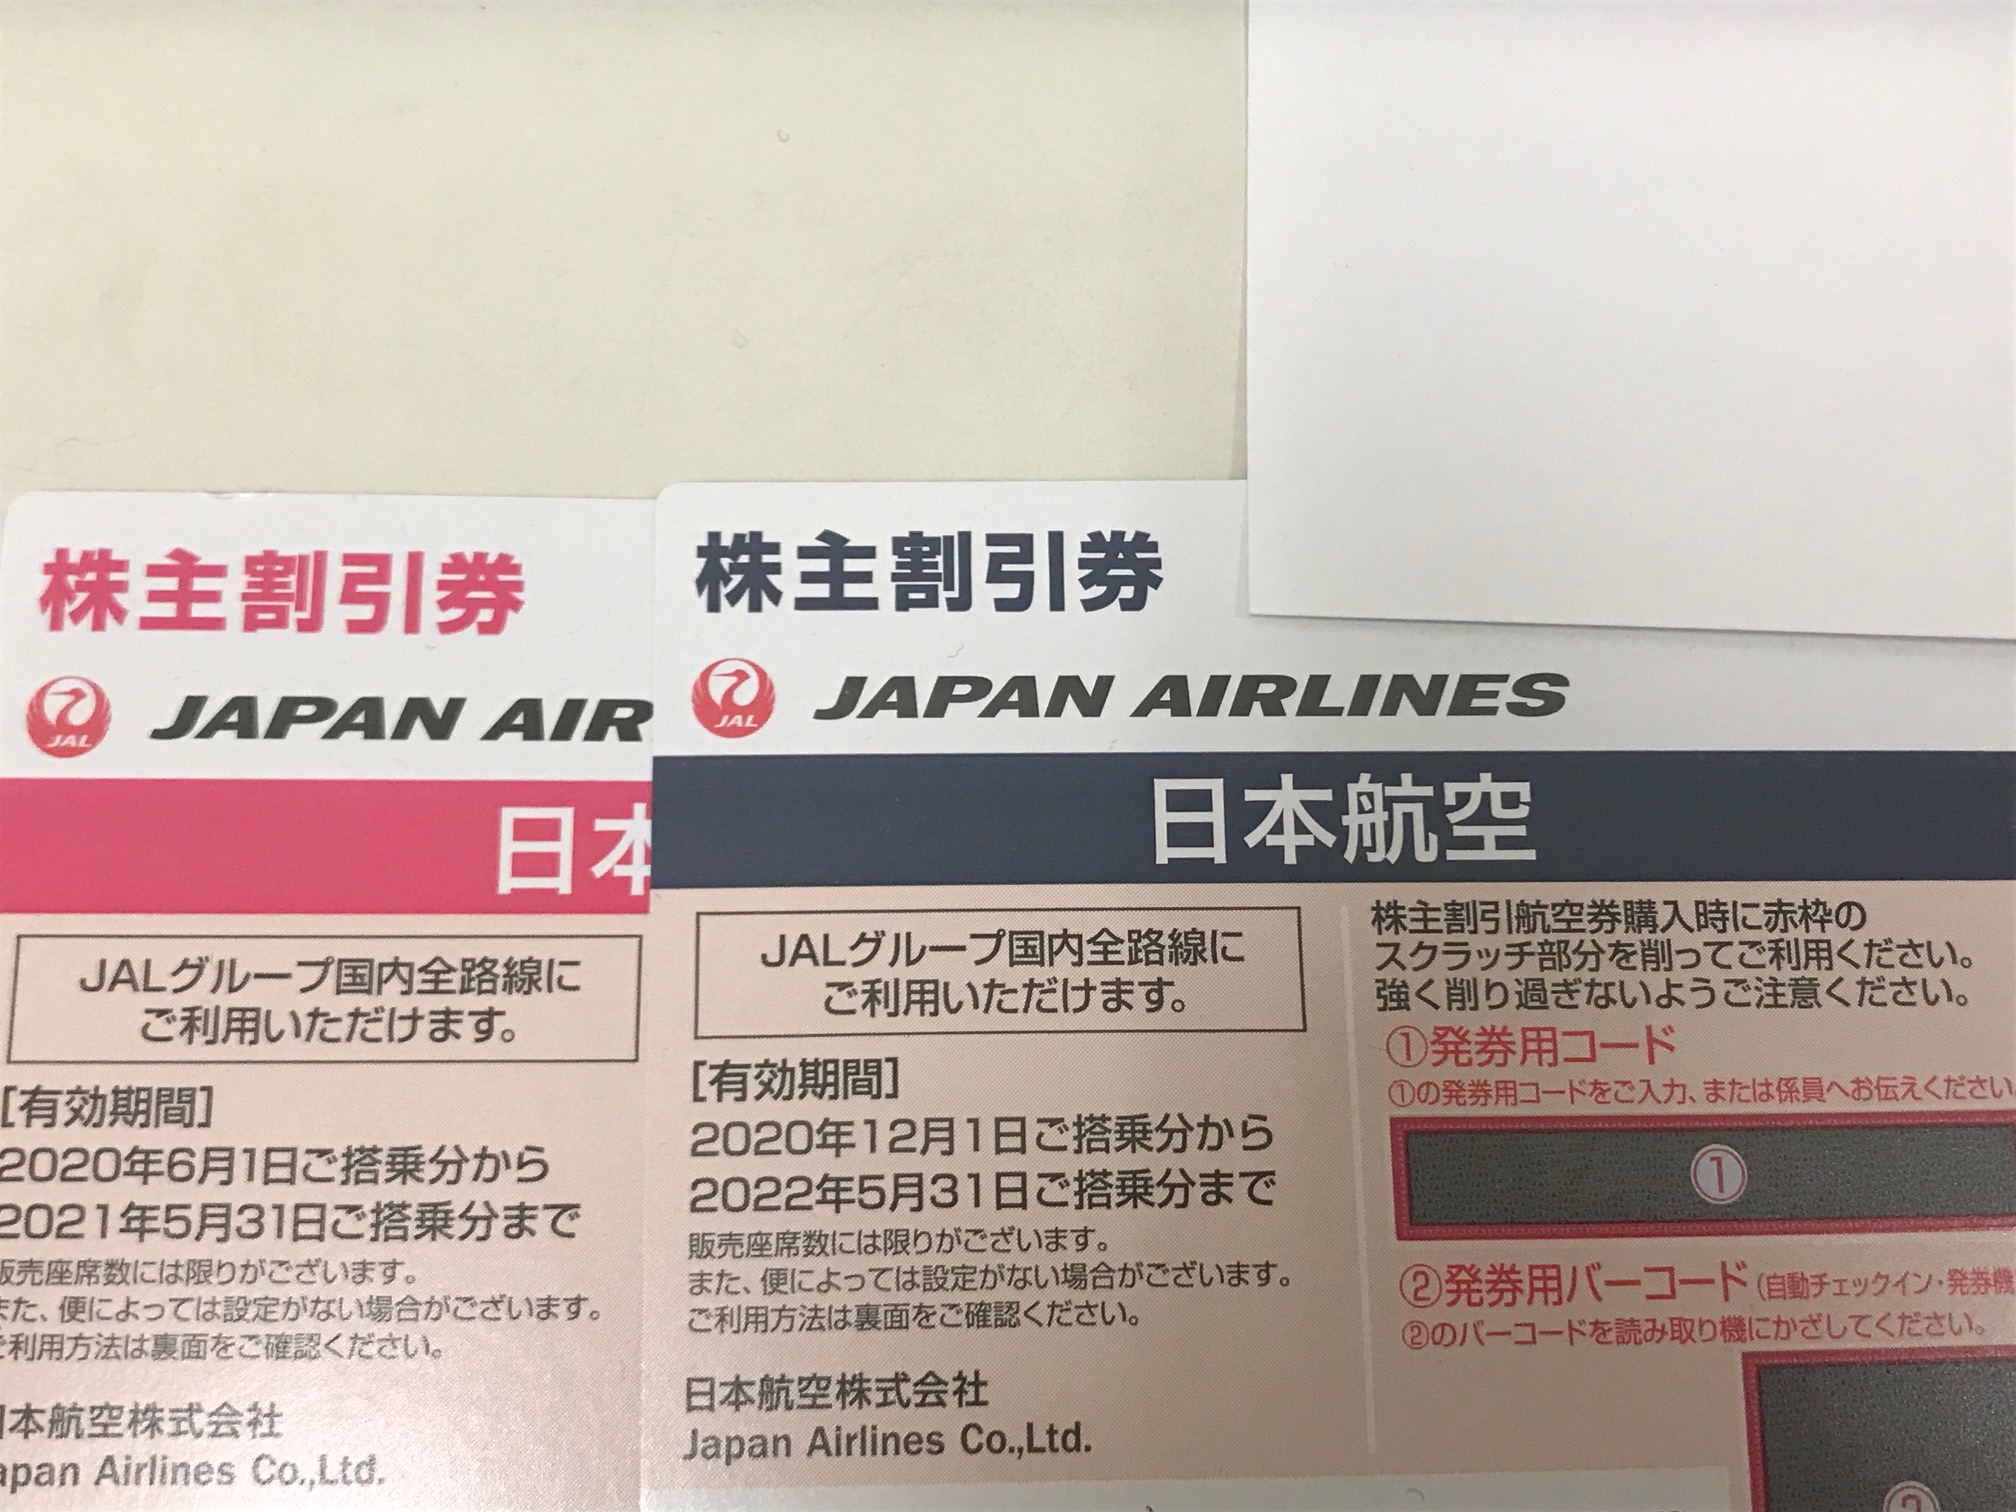 株主割引券
JAL JAPAN AIR
日本
JALグループ国内全路線に
ご利用いただけます。
[有効期間]
2020年6月1日ご搭乗分から
2021年5月31日ご搭乗分まで
販売座席数には限りがございます。
また、便によっては設定がない場合がございます。
ご利用方法は裏面をご確認ください。
日本航空株式会社
apan Airlines Co.,Ltd.
株主割引券
JAL JAPAN AIRLINES
日本航空
JALグループ国内全路線に
ご利用いただけます。
[有効期間]
2020年12月1日ご搭乗分から
2022年5月31日ご搭乗分まで
販売座席数には限りがございます。
また、便によっては設定がない場合がございます。
ご利用方法は裏面をご確認ください。
日本航空株式会社
Japan Airlines Co.,Ltd.
株主割引航空券購入時に赤枠の
スクラッチ部分を削ってご利用ください。
強く削り過ぎないようご注意ください。
①発券用コード
①の発券用コードをご入力、または係員へお伝えください
①
②発券用バーコード(自動チェックイン・発券機
②のバーコードを読み取り機にかざしてください。
②